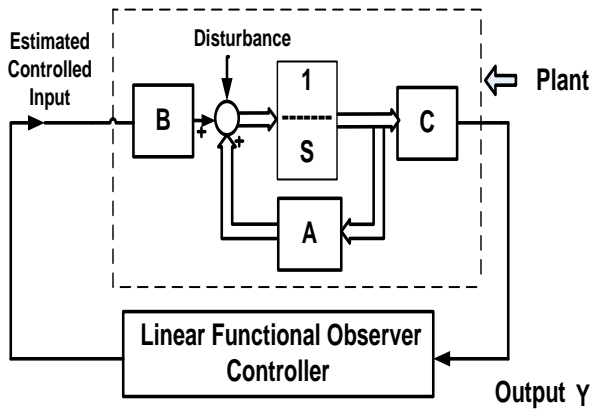 Disturbance
Estimated
Controlled
Input
Plant
B
1
S
C
+
+
A
Linear Functional Observer
Controller
Output Y